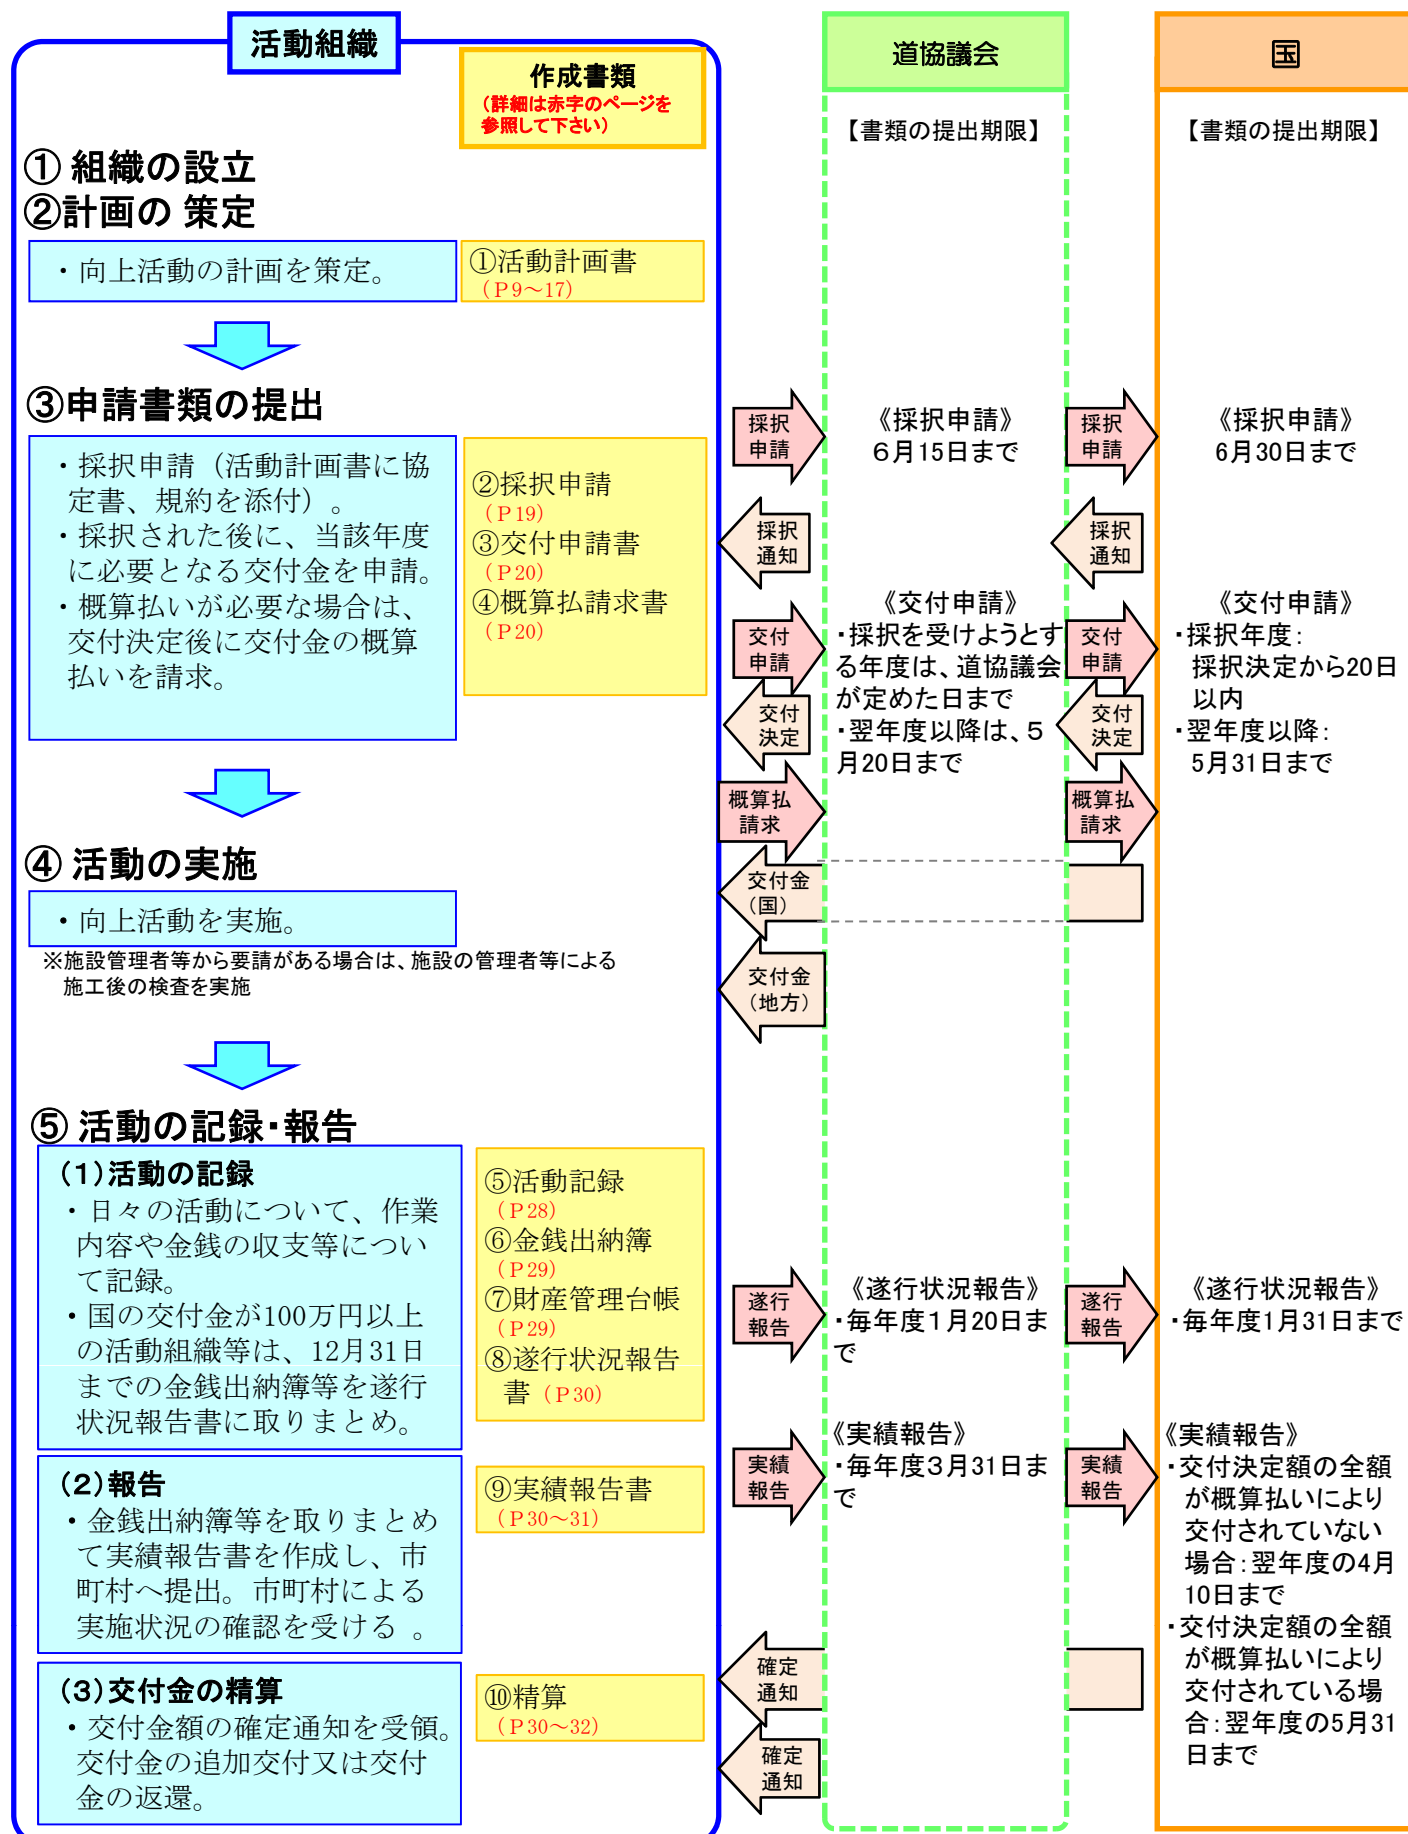 活動組織
作成書類
（詳細は赤字のページを
参照して下さい）
道協議会
国
【書類の提出期限】
【書類の提出期限】
① 組織の設立
②計画の 策定
・向上活動の計画を策定。
①活動計画書
（P9～17）
③申請書類の提出
・採択申請（活動計画書に協
定書、規約を添付）。
・採択された後に、当該年度
に必要となる交付金を申請。
・概算払いが必要な場合は、
交付決定後に交付金の概算
払いを請求。
②採択申請
（P19）
③交付申請書
（P20）
④概算払請求書
（P20）
採択
申請
《採択申請》
６月15日まで
採択
申請
《採択申請》
6月30日まで
採択
通知
採択
通知
交付
申請
《交付申請》
・採択を受けようとす
る年度は、道協議会
が定めた日まで
・翌年度以降は、５
月20日まで
交付
申請
《交付申請》
・採択年度：
採択決定から20日
以内
・翌年度以降：
5月31日まで
交付
決定
交付
決定
概算払
請求
概算払
請求
④ 活動の実施
・向上活動を実施。
※施設管理者等から要請がある場合は、施設の管理者等による
施工後の検査を実施
交付金
（国）
交付金
（地方）
⑤ 活動の記録・報告
（１）活動の記録
・日々の活動について、作業
内容や金銭の収支等につい
て記録。
・国の交付金が100万円以上
の活動組織等は、12月31日
までの金銭出納簿等を遂行
状況報告書に取りまとめ。
⑤活動記録
（P28）
⑥金銭出納簿
（P29）
⑦財産管理台帳
（P29）
⑧遂行状況報告
書（P30）
遂行
報告
《遂行状況報告》
・毎年度１月20日ま
で
遂行
報告
《遂行状況報告》
・毎年度1月31日まで
（２）報告
・金銭出納簿等を取りまとめ
て実績報告書を作成し、市
町村へ提出。市町村による
実施状況の確認を受ける 。
⑨実績報告書
（P30～31）
実績
報告
《実績報告》
・毎年度３月31日ま
で
実績
報告
《実績報告》
・交付決定額の全額
が概算払いにより
交付されていない
場合：翌年度の4月
10日まで
・交付決定額の全額
が概算払いにより
交付されている場
合：翌年度の5月31
日まで
（３）交付金の精算
・交付金額の確定通知を受領。
交付金の追加交付又は交付
金の返還。
⑩精算
（P30～32）
確定
通知
確定
通知